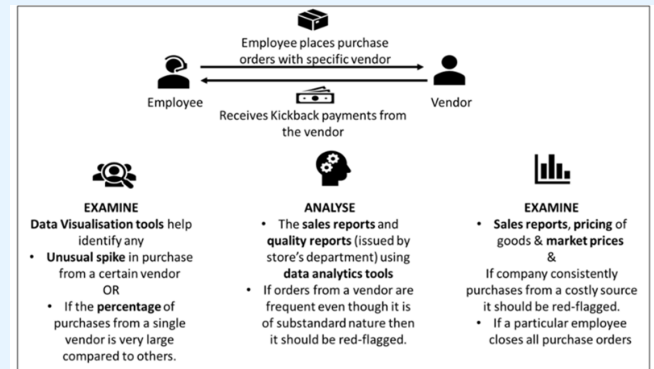 Employee places purchase
orders with specific vendor
Employee
Vendor
Receives Kickback payments from
the vendor
EXAMINE
Data Visualisation tools help
identify any
• Unusual spike in purchase
from a certain vendor
OR
• If the percentage of
purchases from a single
vendor is very large
compared to others.
ANALYSE
• The sales reports and
quality reports (issued by
store's department) using
data analytics tools
• If orders from a vendor are
frequent even though it is
of substandard nature then
it should be red-flagged.
EXAMINE
• Sales reports, pricing of
goods & market prices
&
If company consistently
purchases from a costly source
it should be red-flagged.
• If a particular employee
closes all purchase orders